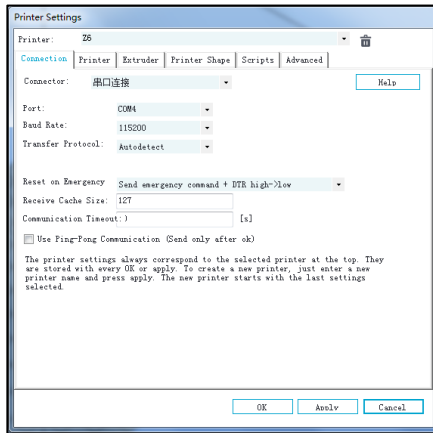 Printer Settings
Printer: Z6
Connection Printer Extruder Printer Shape Scripts Advanced
Connector: 串口连接 Help
Port: COM4
Baud Rate: 115200
Transfer Protocol: Autodetect
Reset on Emergency Send emergency command + DTR high->low
Receive Cache Size: 127
Communication Timeout:) [s]
Use Ping-Pong Communication (Send only after ok)
The printer settings always correspond to the selected printer at the top. They
are stored with every OK or apply. To create a new printer, just enter a new
printer name and press apply. The new printer starts with the last settings
selected.
OK Apply Cancel